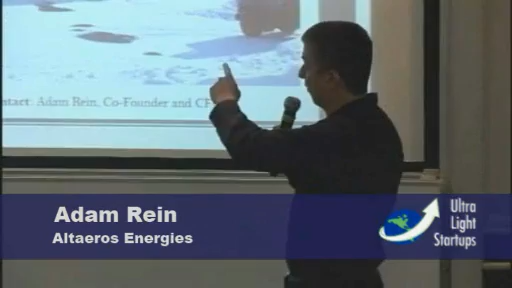 ntact: Adam Rein, Co-Founder and CF
Adam Rein
Altaeros Energies
Ultra
Light
Startups